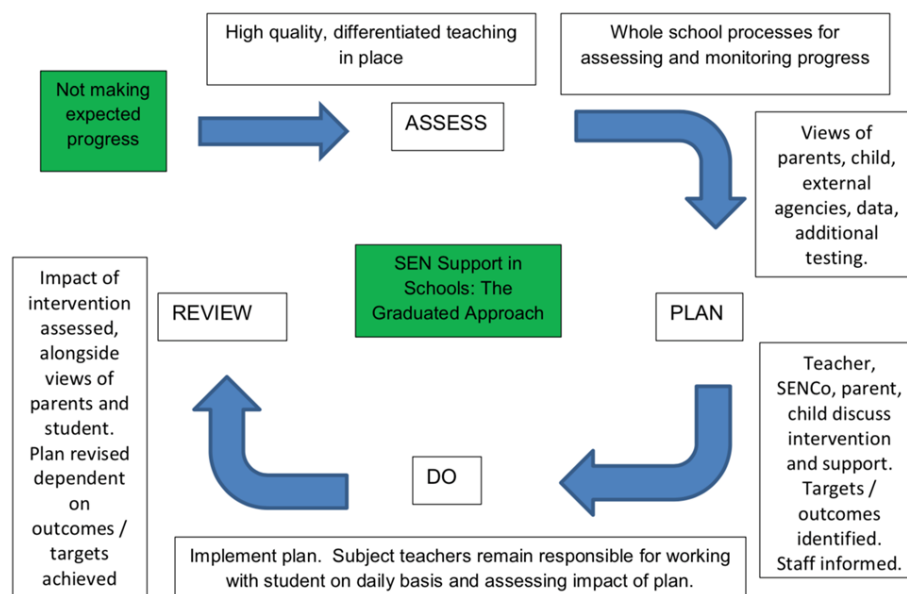 High quality, differentiated teaching
in place
Whole school processes for
assessing and monitoring progress
Not making
expected
progress
ASSESS
Views of
parents, child,
external
agencies, data,
additional
testing.
SEN Support in
Schools: The
Graduated Approach
Impact of
intervention
assessed,
alongside
views of
parents and
student.
Plan revised
dependent
on
outcomes /
targets
achieved
REVIEW
PLAN
Teacher,
SENCo, parent,
child discuss
intervention
and support.
Targets /
outcomes
identified.
Staff informed.
DO
Implement plan.  Subject teachers remain responsible for working
with student on daily basis and assessing impact of plan.